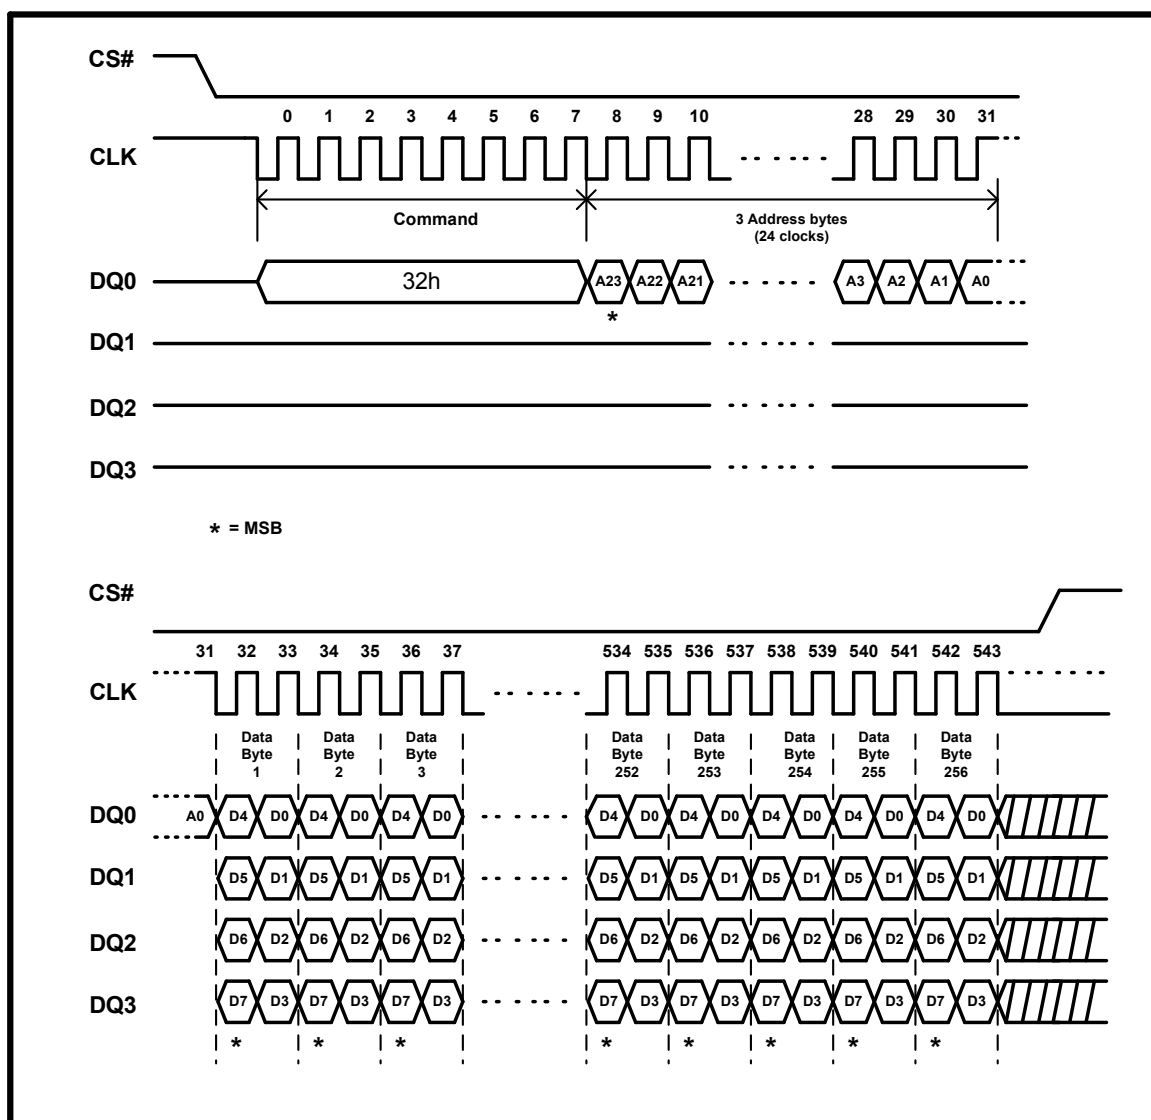 CS#
0 1 2 3 4 5 6 7 8 9 10 28 29 30 31
CLK
Command
3 Address bytes
(24 clocks)
DQ0 32h A23 A22 A21 A3 A2 A1 A0
*
DQ1
DQ2
DQ3
* = MSB
CS#
31 32 33 34 35 36 37 534 535 536 537 538 539 540 541 542 543
CLK
Data Data Data Data Data Data Data Data
Byte Byte Byte Byte Byte Byte Byte Byte
1 2 3 252 253 254 255 256
DQ0 A0 D4 D0 D4 D0 D4 D0 D4 D0 D4 D0 D4 D0 D4 D0 D4 D0
DQ1 D5 D1 D5 D1 D5 D1 D5 D1 D5 D1 D5 D1 D5 D1 D5 D1
DQ2 D6 D2 D6 D2 D6 D2 D6 D2 D6 D2 D6 D2 D6 D2 D6 D2
DQ3 D7 D3 D7 D3 D7 D3 D7 D3 D7 D3 D7 D3 D7 D3 D7 D3
* * * * * * * *